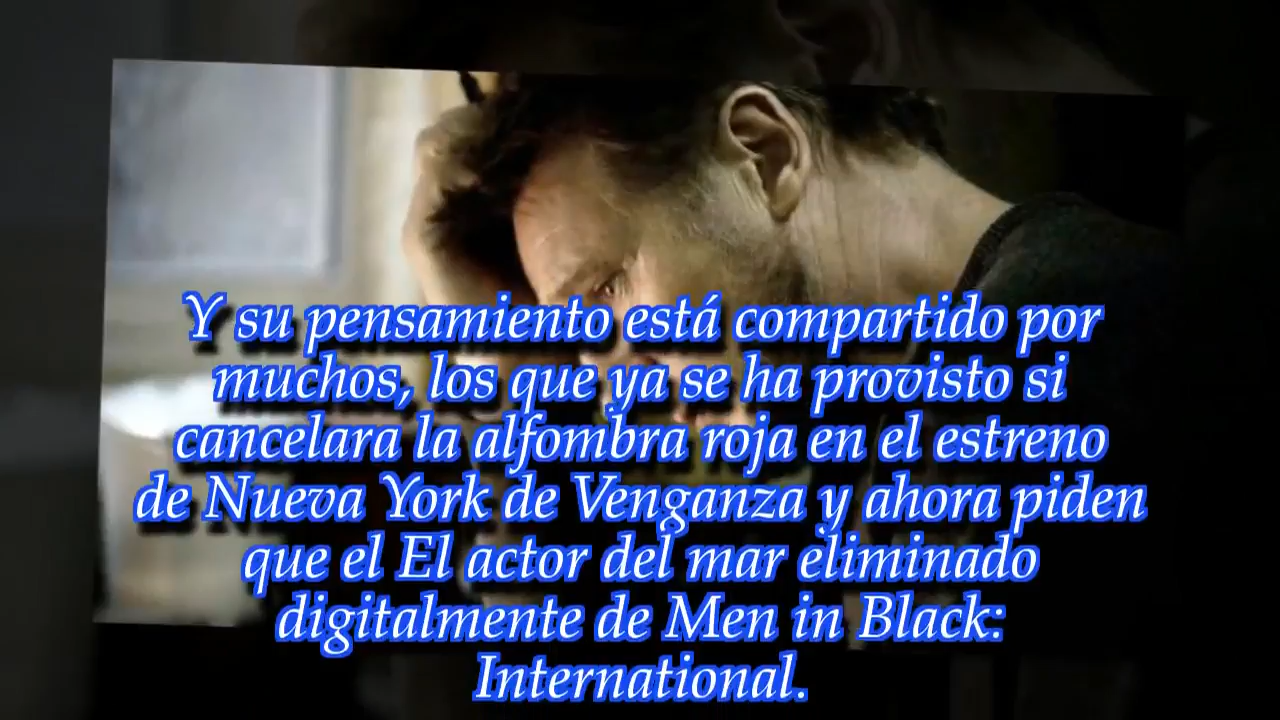 Y su pensamiento está compartido por
muchos, los que ya se ha provisto si
cancelara la alfombra roja en el estreno
de Nueva York de Venganza y ahora piden
que el El actor del mar eliminado
digitalmente de Men in Black:
International.